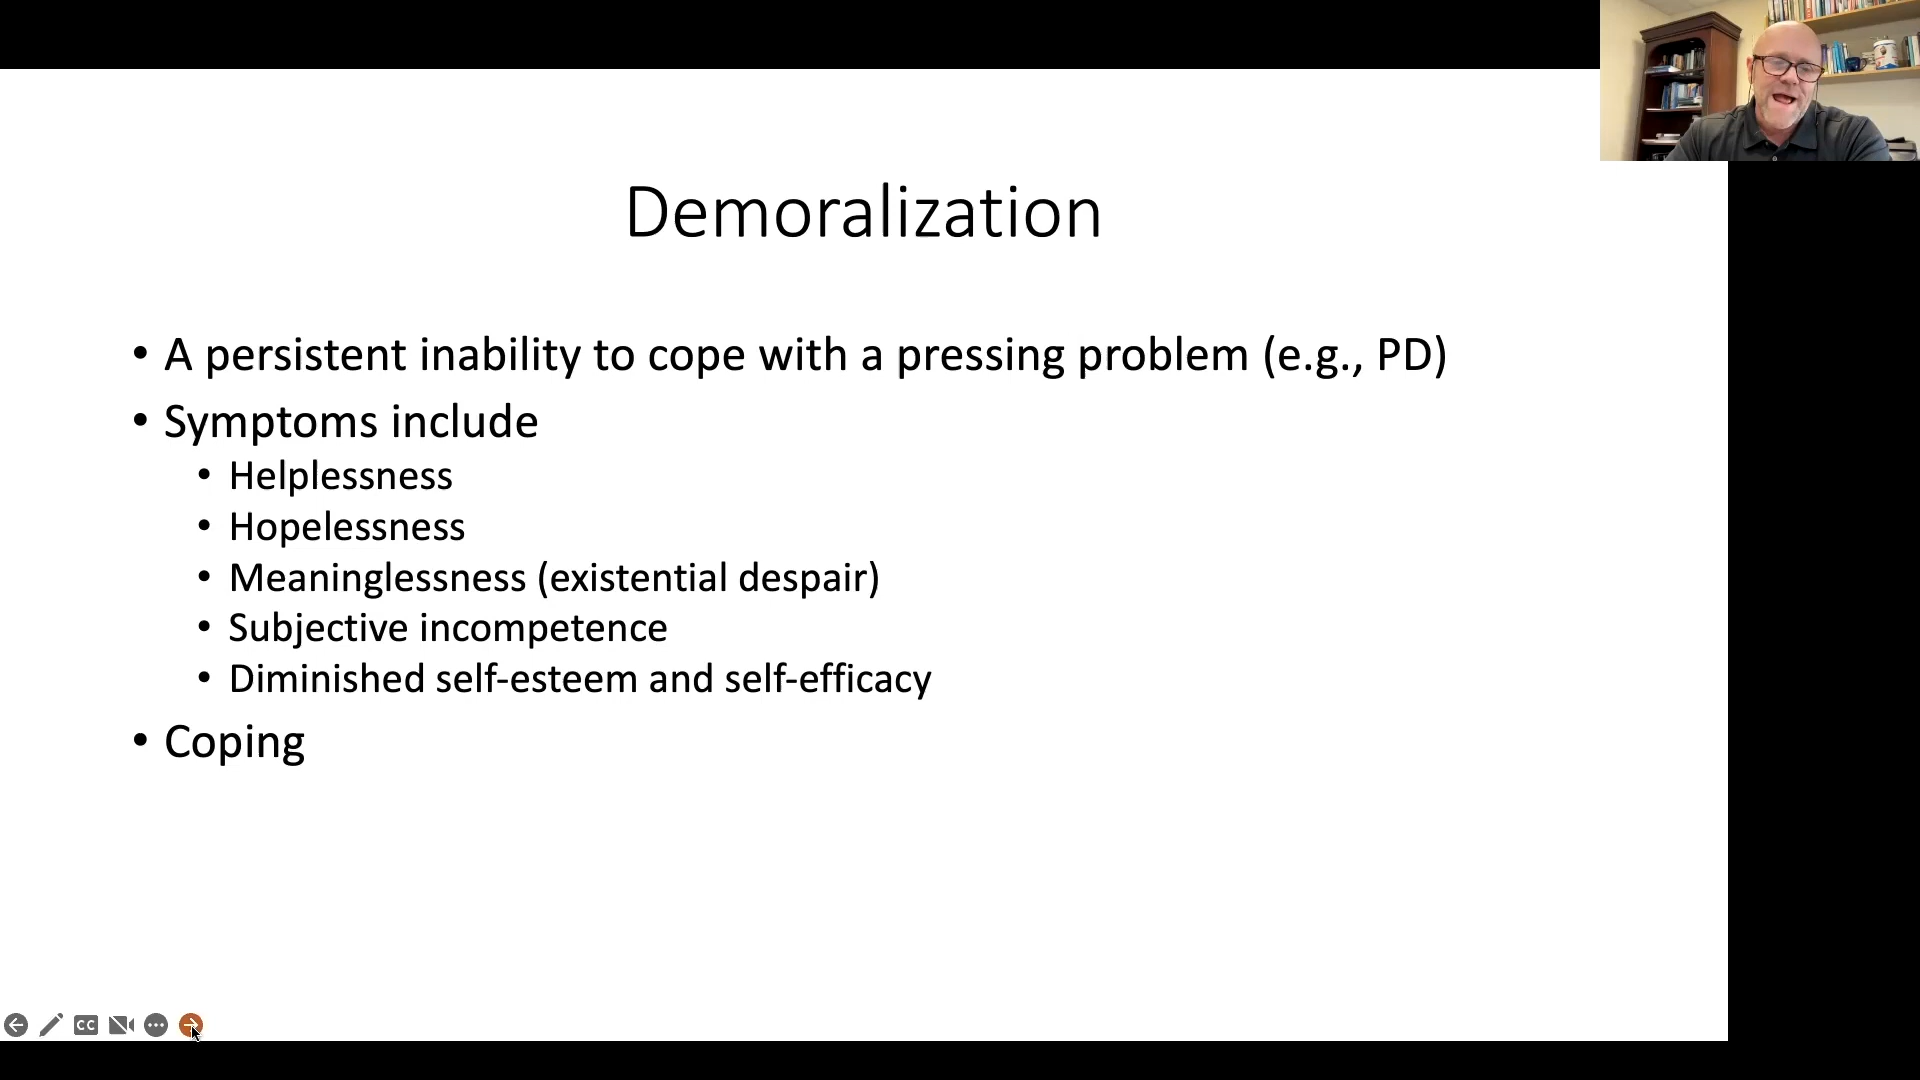 Demoralization
• A persistent inability to cope with a pressing problem (e.g., PD)
• Symptoms include
• Helplessness
• Hopelessness
• Meaninglessness (existential despair)
• Subjective incompetence
• Diminished self-esteem and self-efficacy
• Coping
CC